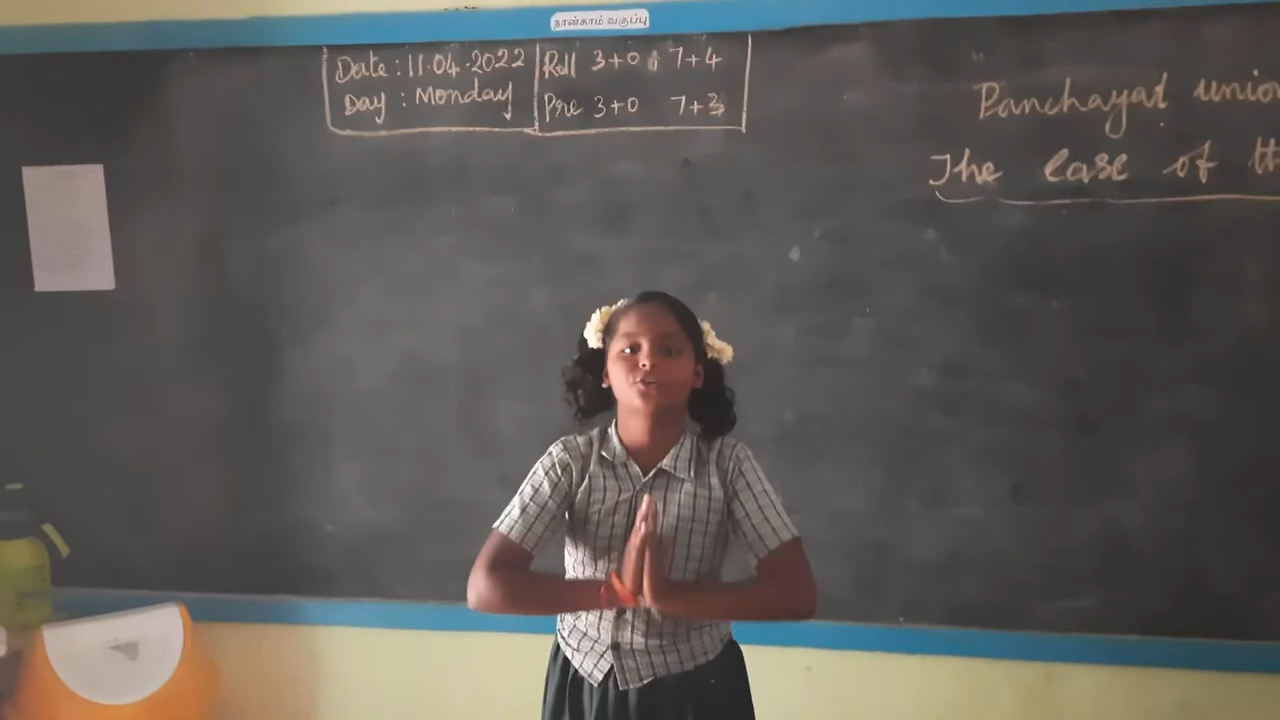 நான்காம் வகுப்பு
Date : 11.04.2022
Day : Monday
Roll 3+0 7+4
Pre 3+0 7+3
Panchayat union
The case of th